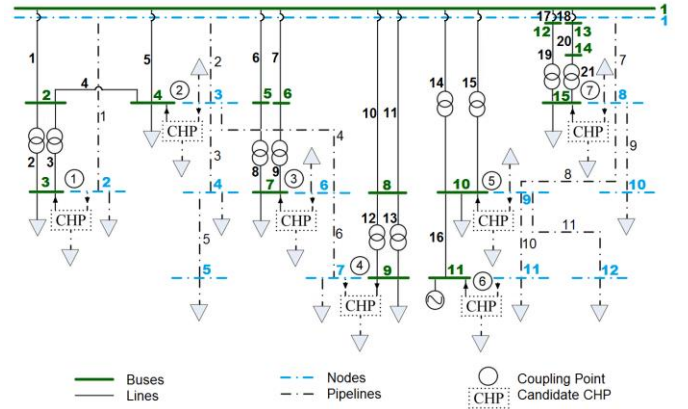 1
17 18 1
12 13
1 5 2 6 7 20 14 7
19
4 2 21
14 15
2 4 3 5 6 10 11 15 7 8
CHP CHP
1 3 4 9
2 3 8 9 12 13
1 3 5 8
3 2 4 7 6 8 10 9 10
CHP CHP CHP
5 6 16 10 11
4 6
5 7 9 11 11 12
CHP CHP
Buses Nodes Coupling Point
Lines Pipelines CHP Candidate CHP